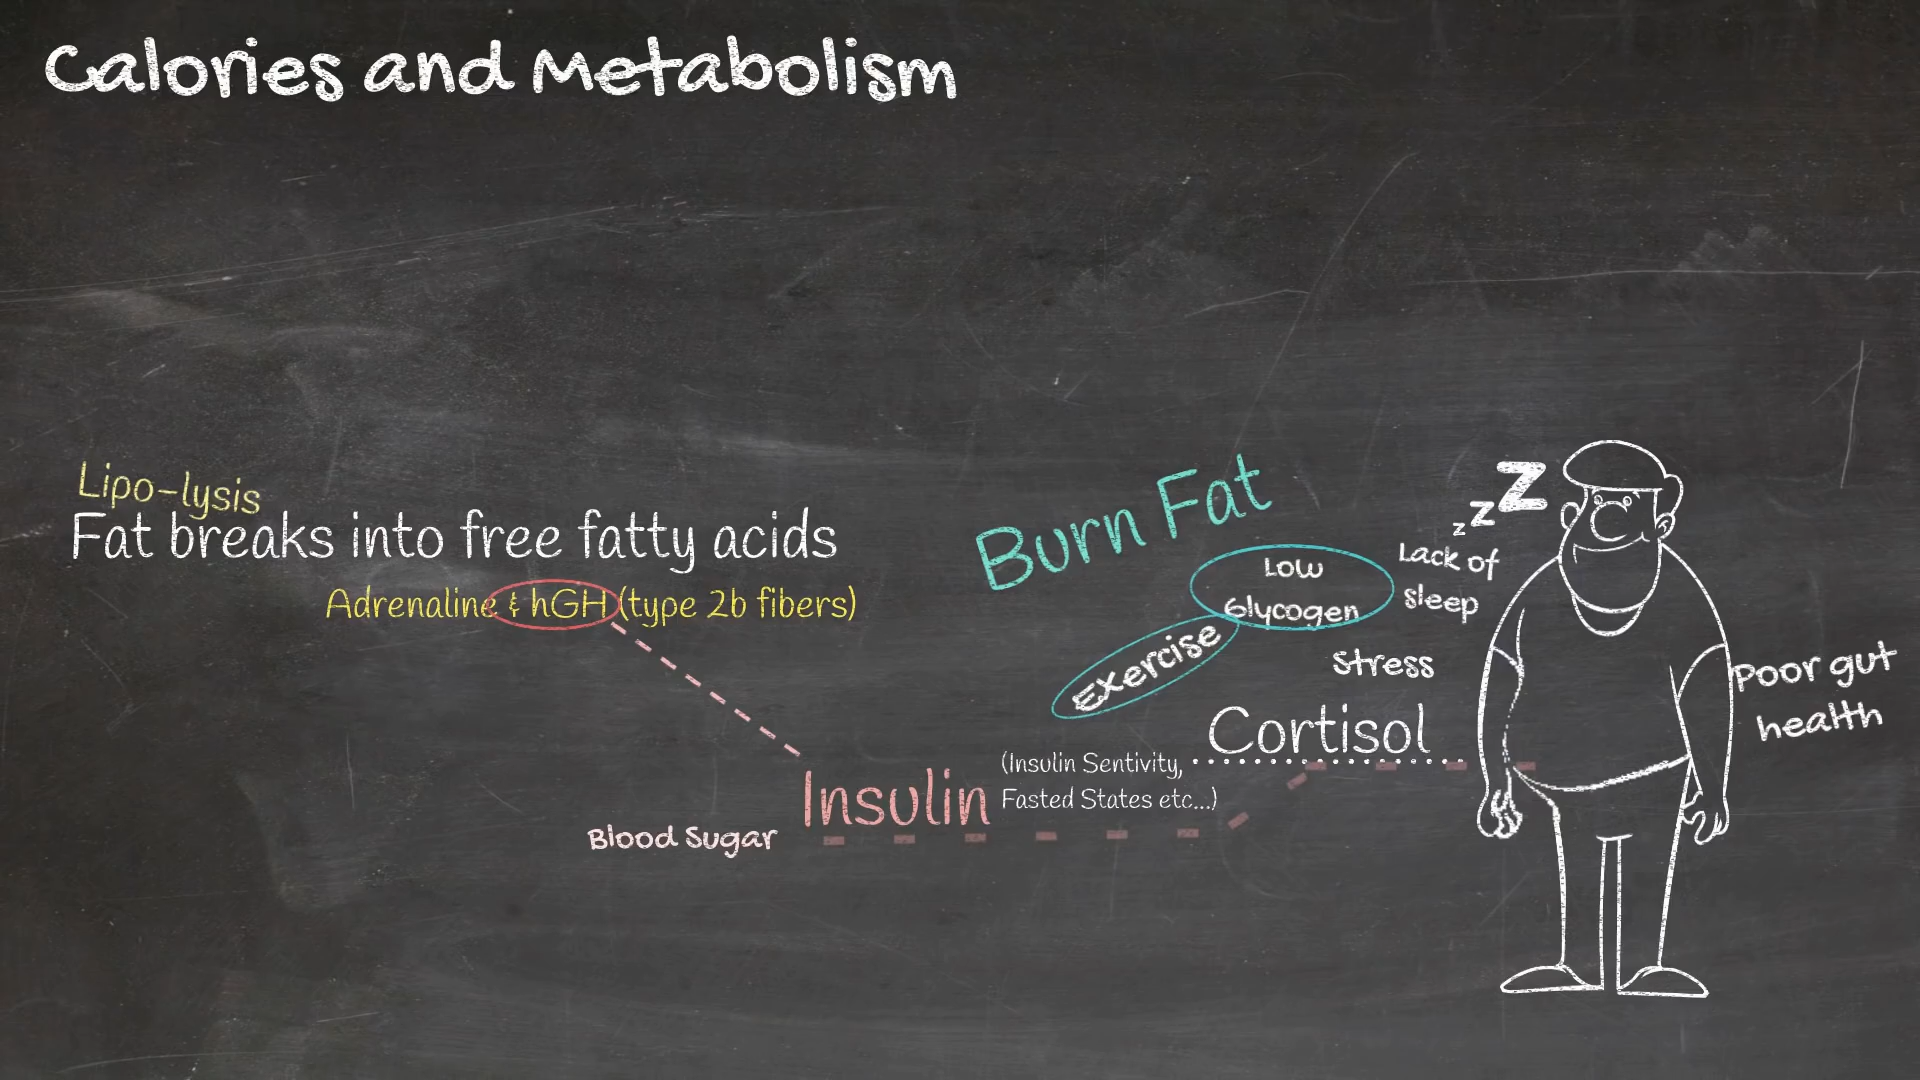 Calories and Metabolism
Lipo-lysis
Fat breaks into free fatty acids
Adrenaline & hGH (type 2b fibers)
Burn Fat
Low
Glycogen
Exercise
zzZ
Lack of
sleep
Stress
Poor gut
health
Cortisol
Insulin
(Insulin Sentivity,
Fasted States etc...)
Blood Sugar